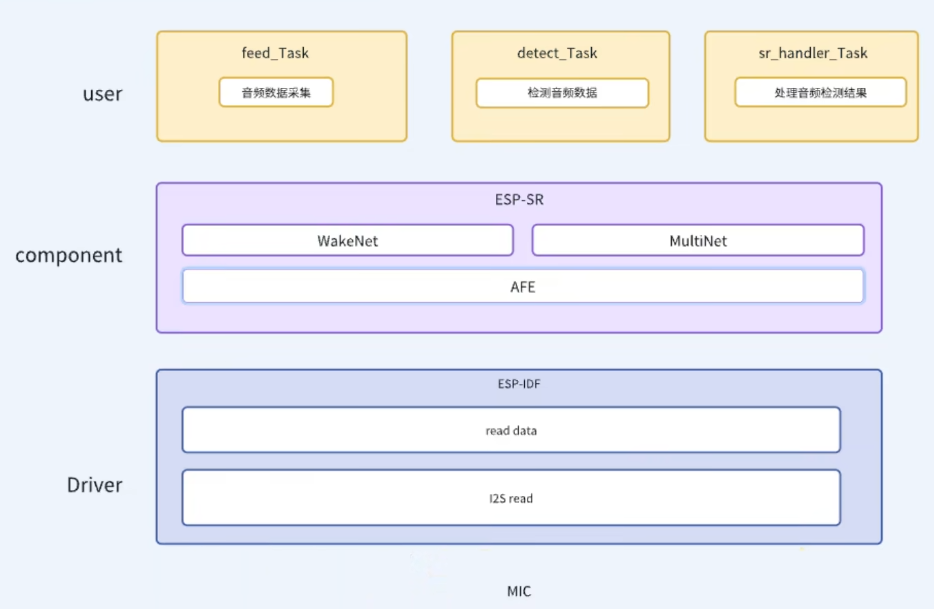 user
feed_Task
音频数据采集
detect_Task
检测音频数据
sr_handler_Task
处理音频检测结果
component
ESP-SR
WakeNet
MultiNet
AFE
Driver
ESP-IDF
read data
I2S read
MIC